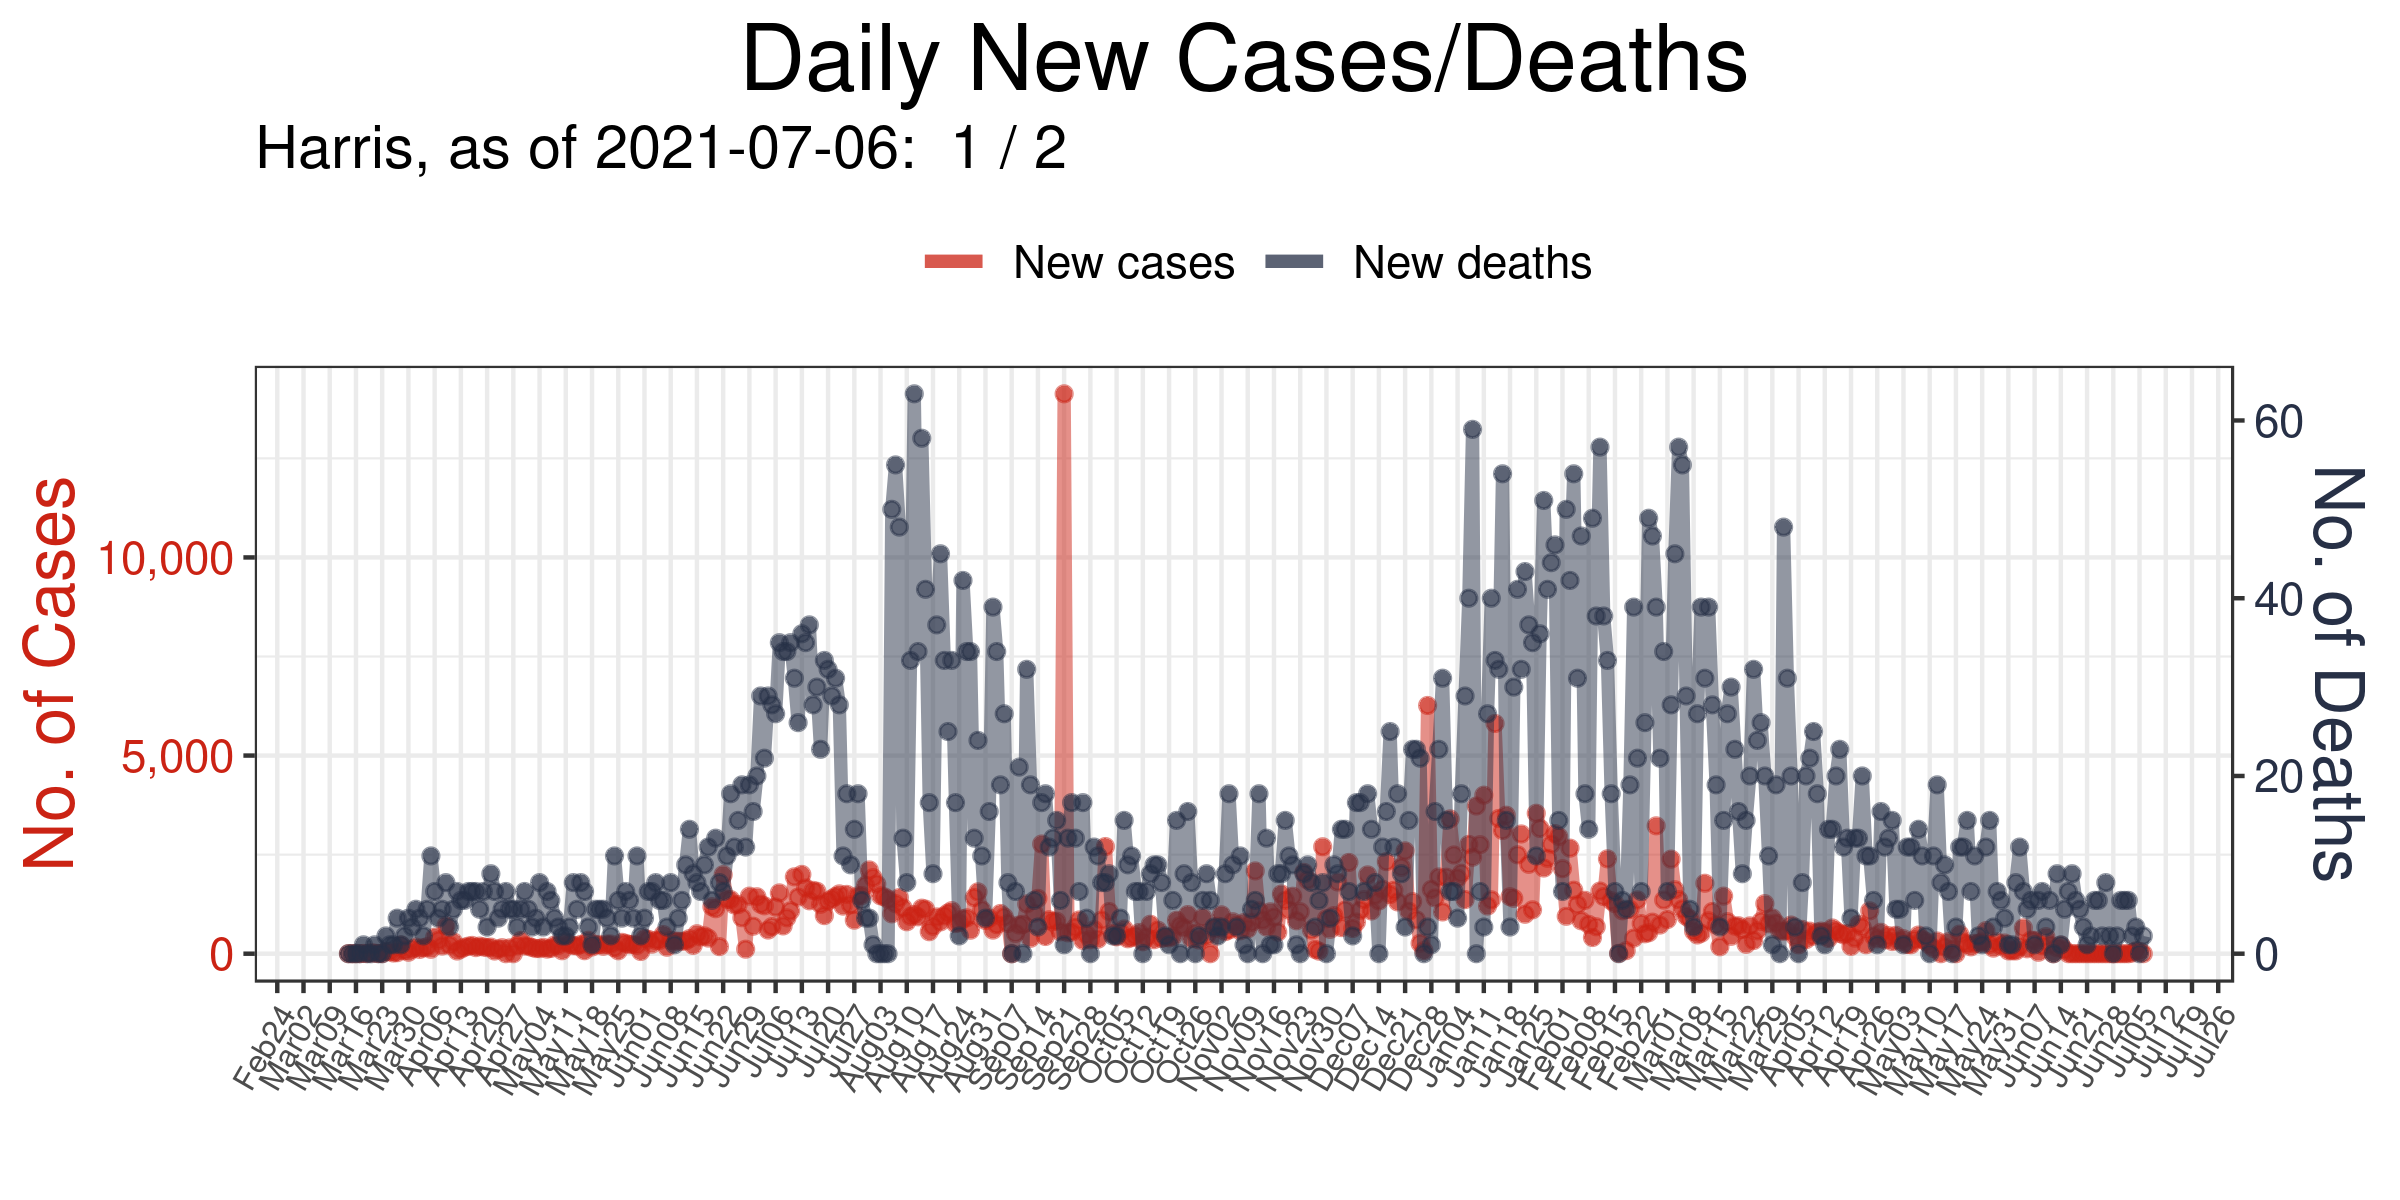 Daily New Cases/Deaths
Harris, as of 2021-07-06:  1 / 2
New cases
New deaths
No. of Cases
10,000
5,000
0
60
40
20
0
No. of Deaths
Feb24
Mar02
Mar09
Mar16
Mar23
Mar30
Apr06
Apr13
Apr20
Apr27
May04
May11
May18
May25
Jun01
Jun08
Jun15
Jun22
Jun29
Jul06
Jul13
Jul20
Jul27
Aug03
Aug10
Aug17
Aug24
Aug31
Sep07
Sep14
Sep21
Sep28
Oct05
Oct12
Oct19
Oct26
Nov02
Nov09
Nov16
Nov23
Nov30
Dec07
Dec14
Dec21
Dec28
Jan04
Jan11
Jan18
Jan25
Feb01
Feb08
Feb15
Feb22
Mar01
Mar08
Mar15
Mar22
Mar29
Apr05
Apr12
Apr19
Apr26
May03
May10
May17
May24
May31
Jun07
Jun14
Jun21
Jun28
Jul05
Jul12
Jul19
Jul26